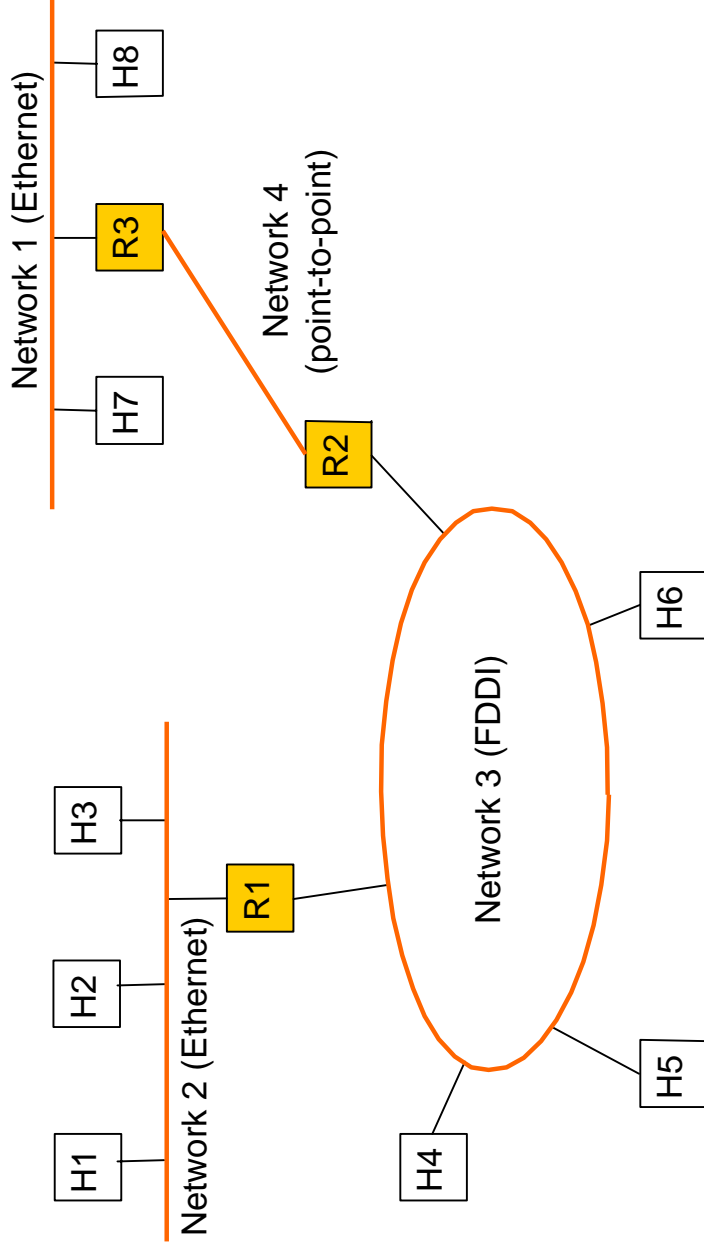 Network 1 (Ethernet)
H7
R3
H8
Network 4
(point-to-point)
R2
H1
H2
H3
Network 2 (Ethernet)
R1
Network 3 (FDDI)
H4
H5
H6